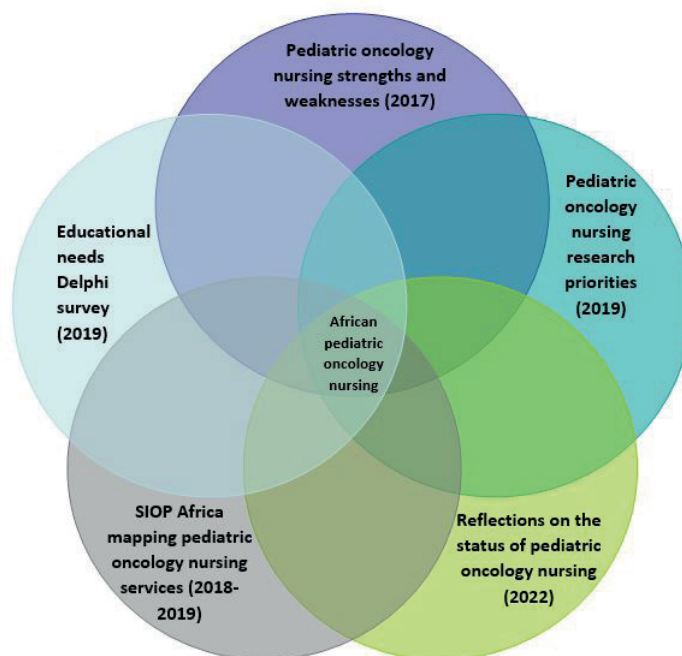 Pediatric oncology
nursing strengths and
weaknesses (2017)
Pediatric
oncology
nursing
research
priorities
(2019)
Educational
needs
Delphi
survey
(2019)
African
pediatric
oncology
nursing
SIOP Africa
mapping pediatric
oncology nursing
services (2018-
2019)
Reflections on the
status of pediatric
oncology nursing
(2022)